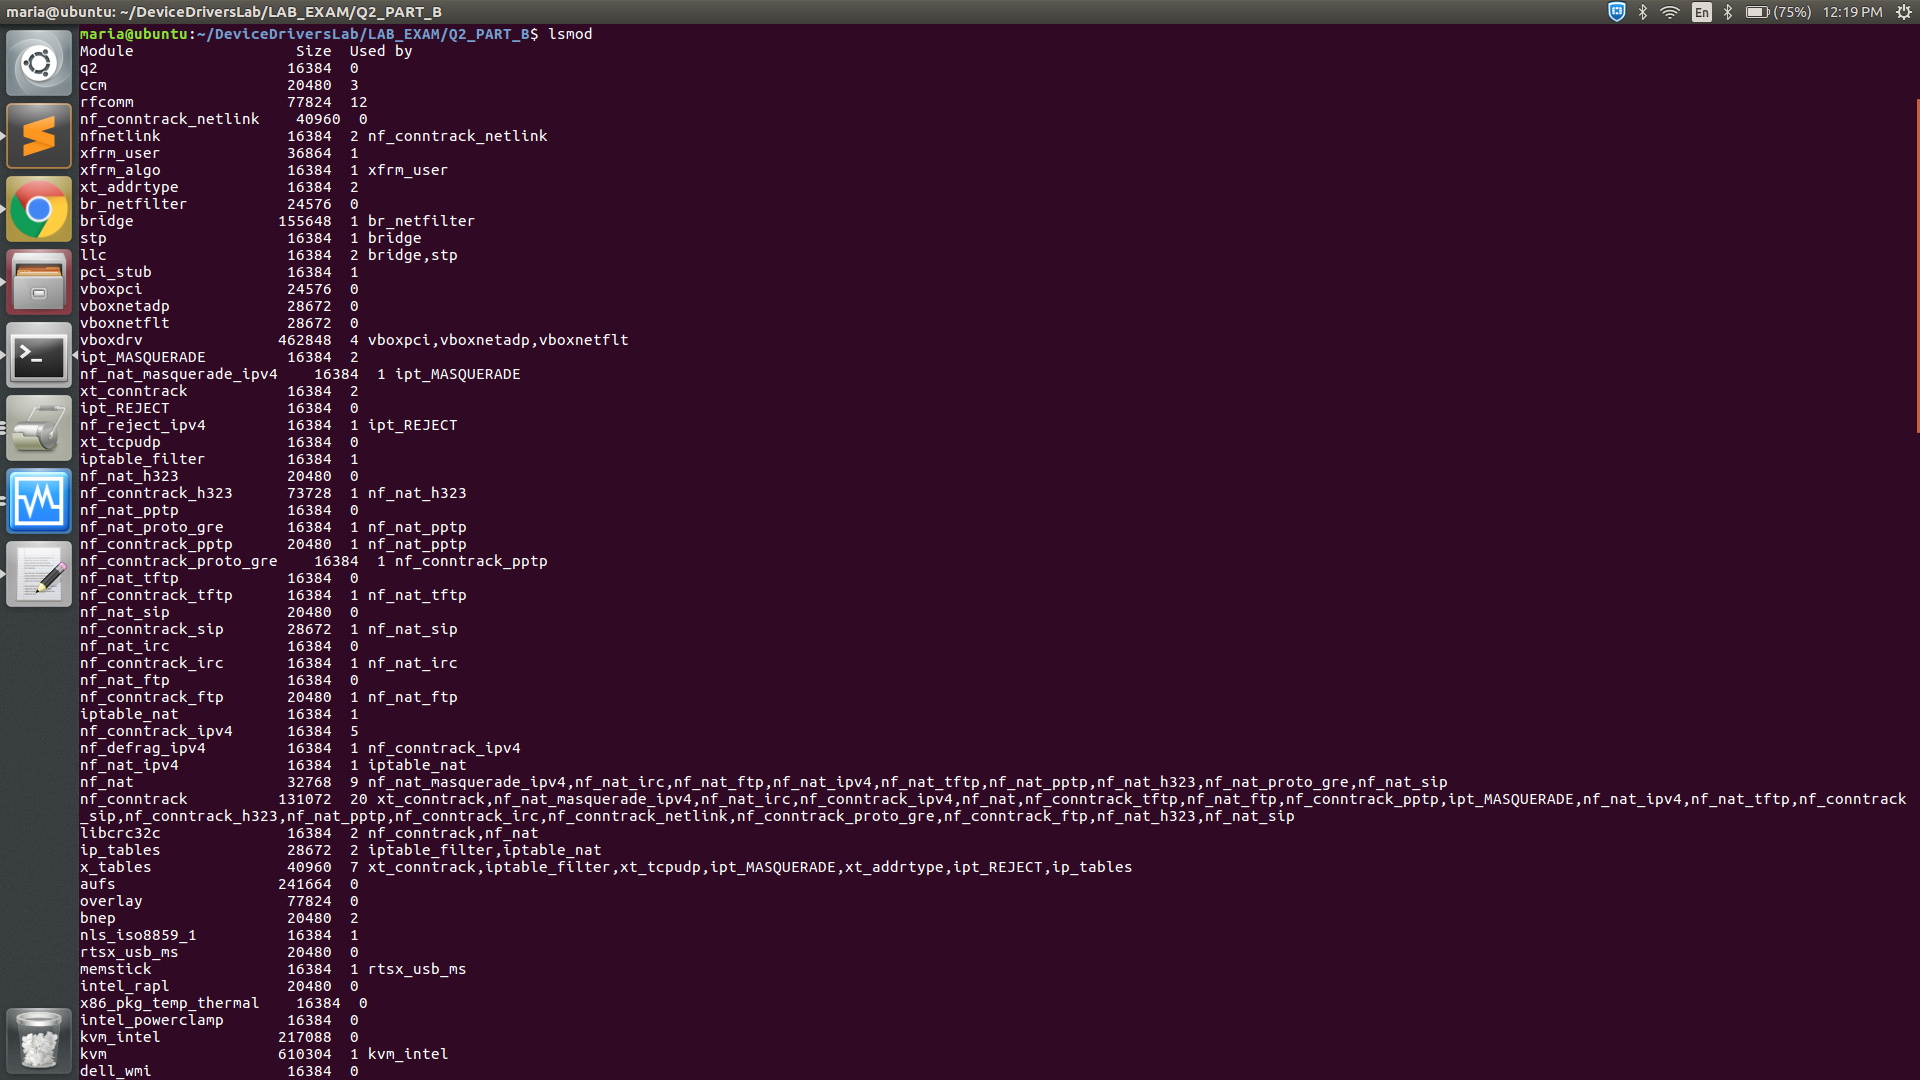 maria@ubuntu: ~/DeviceDriversLab/LAB_EXAM/Q2_PART_B
En (75%) 12:19 PM
maria@ubuntu:~/DeviceDriversLab/LAB_EXAM/Q2_PART_B$ lsmod
Module                  Size  Used by
q2                     16384  0
ccm                    20480  3
rfcomm                 77824  12
nf_conntrack_netlink    40960  0
nfnetlink              16384  2 nf_conntrack_netlink
xfrm_user              36864  1
xfrm_algo              16384  1 xfrm_user
xt_addrtype            16384  2
br_netfilter           24576  0
bridge                155648  1 br_netfilter
stp                    16384  1 bridge
llc                    16384  2 bridge,stp
pci_stub               16384  1
vboxpci                24576  0
vboxnetadp             28672  0
vboxnetflt             28672  0
vboxdrv               462848  4 vboxpci,vboxnetadp,vboxnetflt
ipt_MASQUERADE         16384  2
nf_nat_masquerade_ipv4    16384  1 ipt_MASQUERADE
xt_conntrack           16384  2
ipt_REJECT             16384  0
nf_reject_ipv4         16384  1 ipt_REJECT
xt_tcpudp              16384  0
iptable_filter         16384  1
nf_nat_h323            20480  0
nf_conntrack_h323      73728  1 nf_nat_h323
nf_nat_pptp            16384  0
nf_nat_proto_gre       16384  1 nf_nat_pptp
nf_conntrack_pptp      20480  1 nf_nat_pptp
nf_conntrack_proto_gre    16384  1 nf_conntrack_pptp
nf_nat_tftp            16384  0
nf_conntrack_tftp      16384  1 nf_nat_tftp
nf_nat_sip             20480  0
nf_conntrack_sip       28672  1 nf_nat_sip
nf_nat_irc             16384  0
nf_conntrack_irc       16384  1 nf_nat_irc
nf_nat_ftp             16384  0
nf_conntrack_ftp       20480  1 nf_nat_ftp
iptable_nat            16384  1
nf_conntrack_ipv4      16384  5
nf_defrag_ipv4         16384  1 nf_conntrack_ipv4
nf_nat_ipv4            16384  1 iptable_nat
nf_nat                 32768  9 nf_nat_masquerade_ipv4,nf_nat_irc,nf_nat_ftp,nf_nat_ipv4,nf_nat_tftp,nf_nat_pptp,nf_nat_h323,nf_nat_proto_gre,nf_nat_sip
nf_conntrack          131072  20 xt_conntrack,nf_nat_masquerade_ipv4,nf_nat_irc,nf_conntrack_ipv4,nf_nat,nf_conntrack_tftp,nf_nat_ftp,nf_conntrack_pptp,ipt_MASQUERADE,nf_nat_ipv4,nf_nat_tftp,nf_conntrack
_sip,nf_conntrack_h323,nf_nat_pptp,nf_conntrack_irc,nf_conntrack_netlink,nf_conntrack_proto_gre,nf_conntrack_ftp,nf_nat_h323,nf_nat_sip
libcrc32c              16384  2 nf_conntrack,nf_nat
ip_tables              28672  2 iptable_filter,iptable_nat
x_tables               40960  7 xt_conntrack,iptable_filter,xt_tcpudp,ipt_MASQUERADE,xt_addrtype,ipt_REJECT,ip_tables
aufs                  241664  0
overlay                77824  0
bnep                   20480  2
nls_iso8859_1          16384  1
rtsx_usb_ms            20480  0
memstick               16384  1 rtsx_usb_ms
intel_rapl             20480  0
x86_pkg_temp_thermal    16384  0
intel_powerclamp       16384  0
kvm_intel             217088  0
kvm                   610304  1 kvm_intel
dell_wmi               16384  0